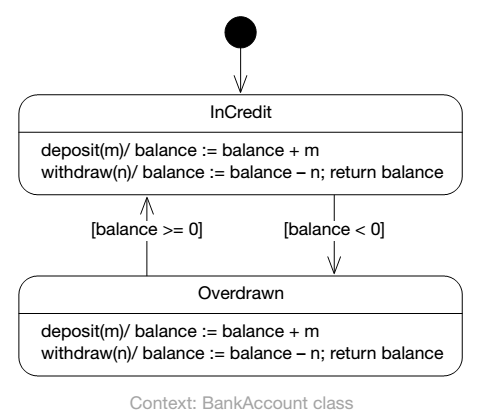 InCredit
deposit(m)/ balance := balance + m
withdraw(n)/ balance := balance – n; return balance
[balance >= 0]
[balance < 0]
Overdrawn
deposit(m)/ balance := balance + m
withdraw(n)/ balance := balance – n; return balance
Context: BankAccount class